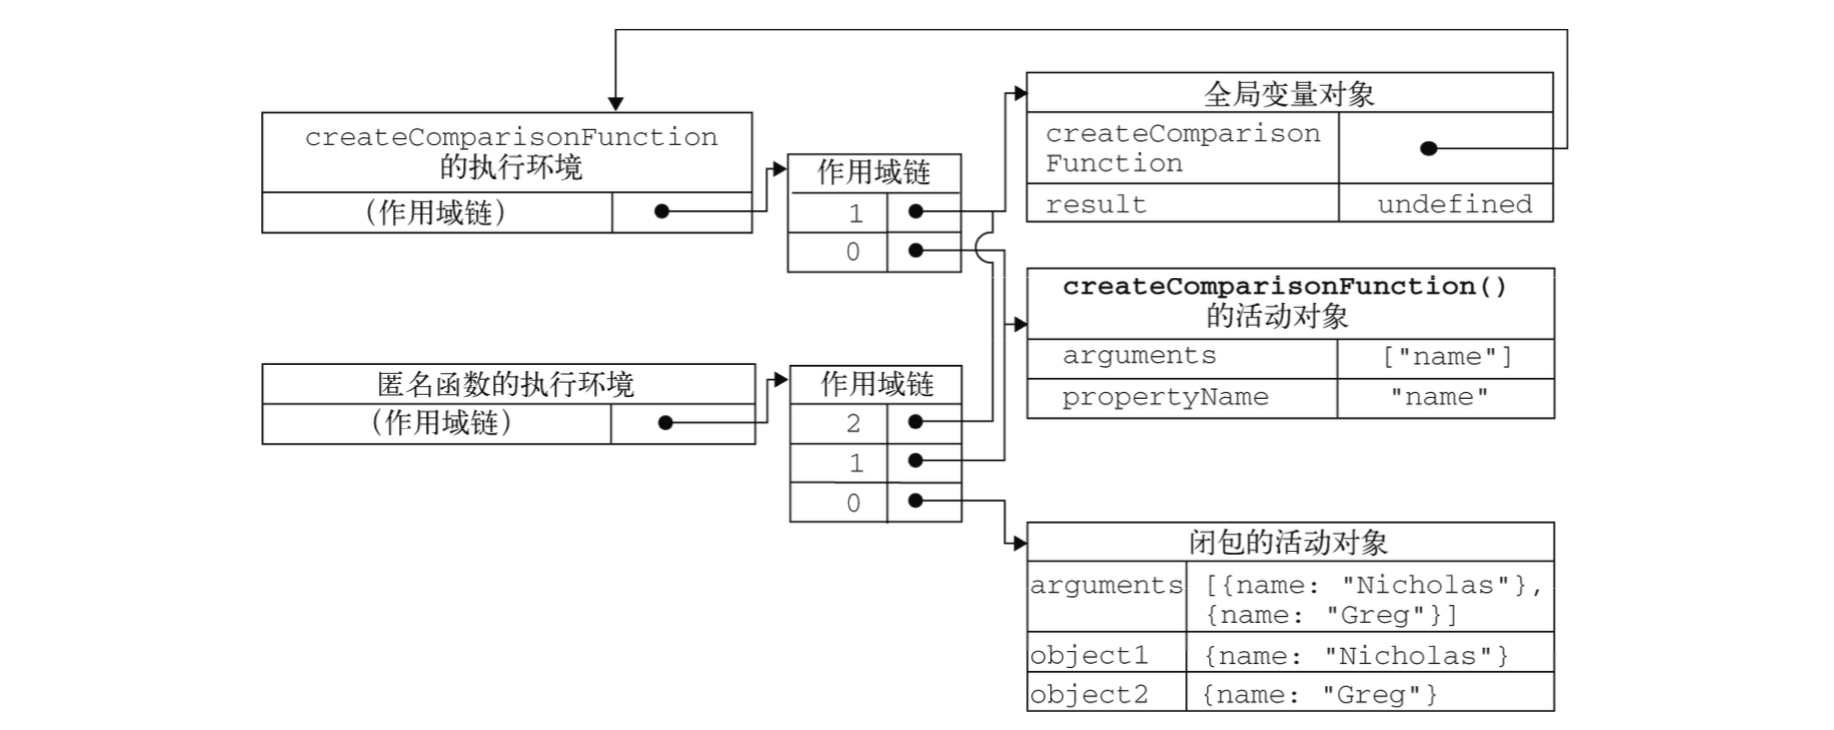 createComparisonFunction
的执行环境
（作用域链）
作用域链
1
0
全局变量对象
createComparison
Function
result
undefined
createComparisonFunction()
的活动对象
arguments
["name"]
propertyName
"name"
匿名函数的执行环境
（作用域链）
作用域链
2
1
0
闭包的活动对象
arguments
[{name: "Nicholas"},
{name: "Greg"}]
object1
{name: "Nicholas"}
object2
{name: "Greg"}